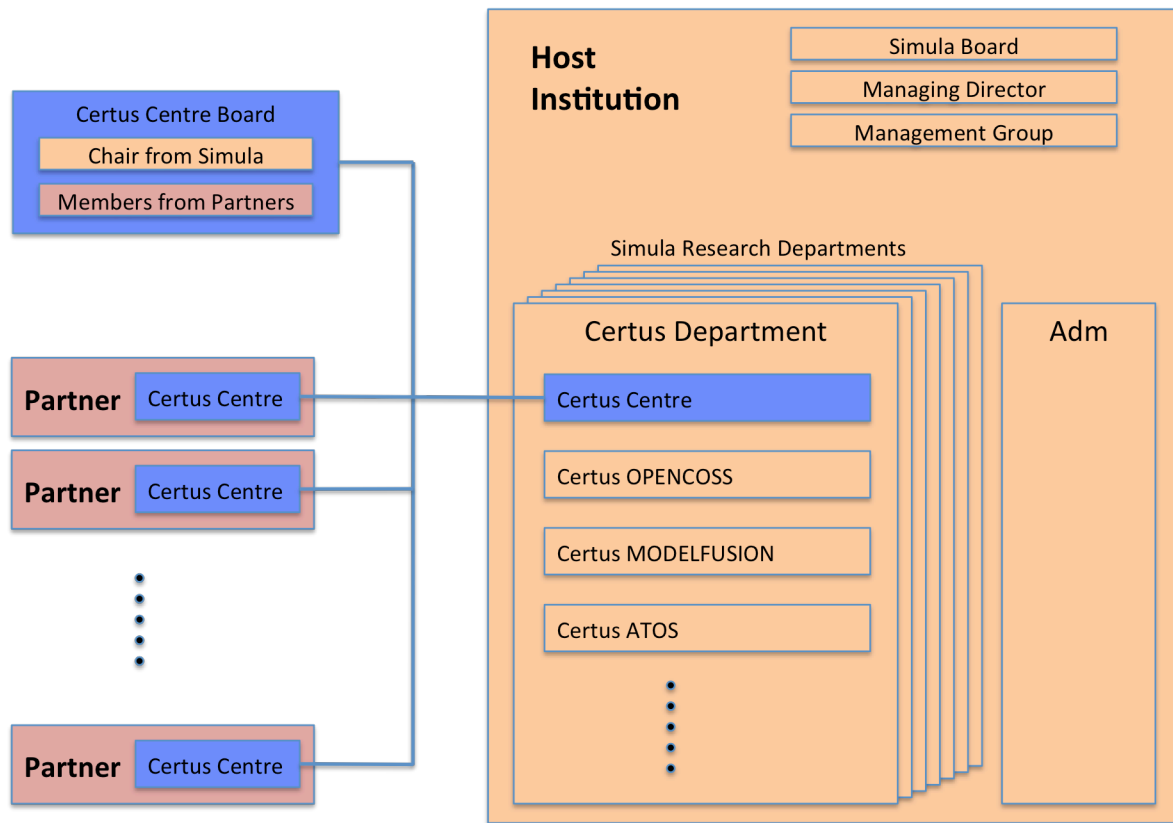 Certus Centre Board
Chair from Simula
Members from Partners
Partner
Certus Centre
Partner
Certus Centre
Partner
Certus Centre
Host
Institution
Simula Board
Managing Director
Management Group
Simula Research Departments
Certus Department
Certus Centre
Certus OPENCOSS
Certus MODELFUSION
Certus ATOS
Adm